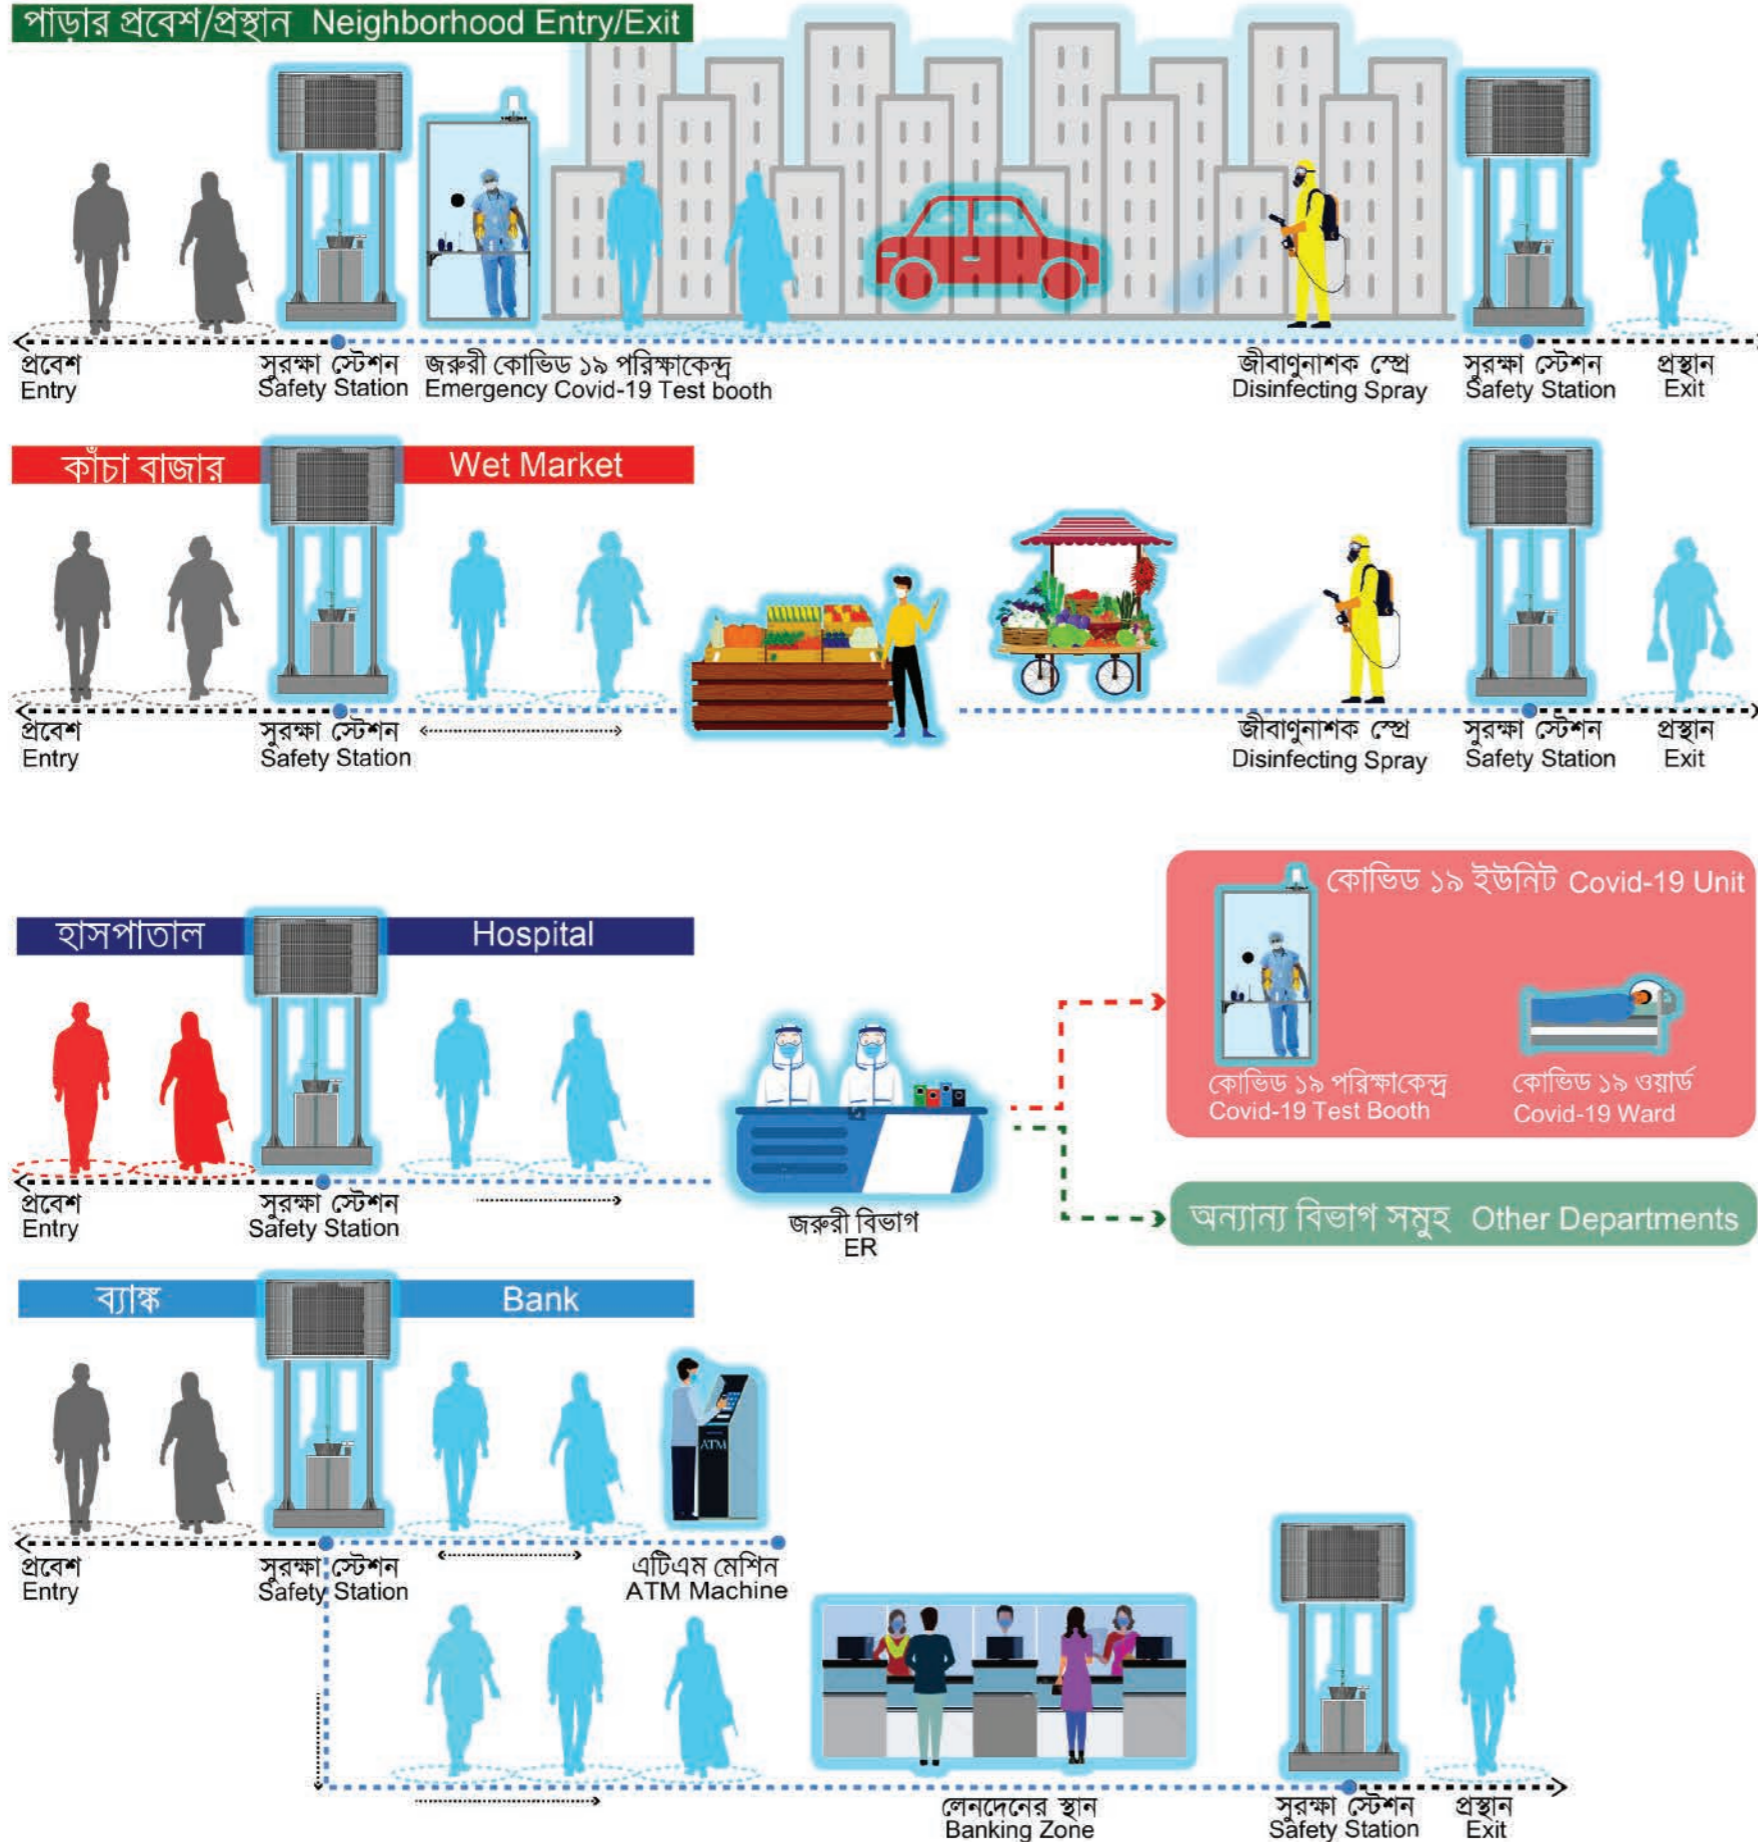 পাড়ার প্রবেশ/প্রস্থান Neighborhood Entry/Exit
প্রবেশ
Entry
সুরক্ষা স্টেশন
Safety Station
জরুরী কোভিড ১৯ পরিক্ষাকেন্দ্র
Emergency Covid-19 Test booth
জীবাণুনাশক স্প্রে
Disinfecting Spray
সুরক্ষা স্টেশন
Safety Station
প্রস্থান
Exit
কাঁচা বাজার Wet Market
প্রবেশ
Entry
সুরক্ষা স্টেশন
Safety Station
জীবাণুনাশক স্প্রে
Disinfecting Spray
সুরক্ষা স্টেশন
Safety Station
প্রস্থান
Exit
হাসপাতাল Hospital
প্রবেশ
Entry
সুরক্ষা স্টেশন
Safety Station
জরুরী বিভাগ
ER
কোভিড ১৯ ইউনিট Covid-19 Unit
কোভিড ১৯ পরিক্ষাকেন্দ্র
Covid-19 Test Booth
কোভিড ১৯ ওয়ার্ড
Covid-19 Ward
অন্যান্য বিভাগ সমুহ Other Departments
ব্যাঙ্ক Bank
প্রবেশ
Entry
সুরক্ষা স্টেশন
Safety Station
ATM
এটিএম মেশিন
ATM Machine
লেনদেনের স্থান
Banking Zone
সুরক্ষা স্টেশন
Safety Station
প্রস্থান
Exit